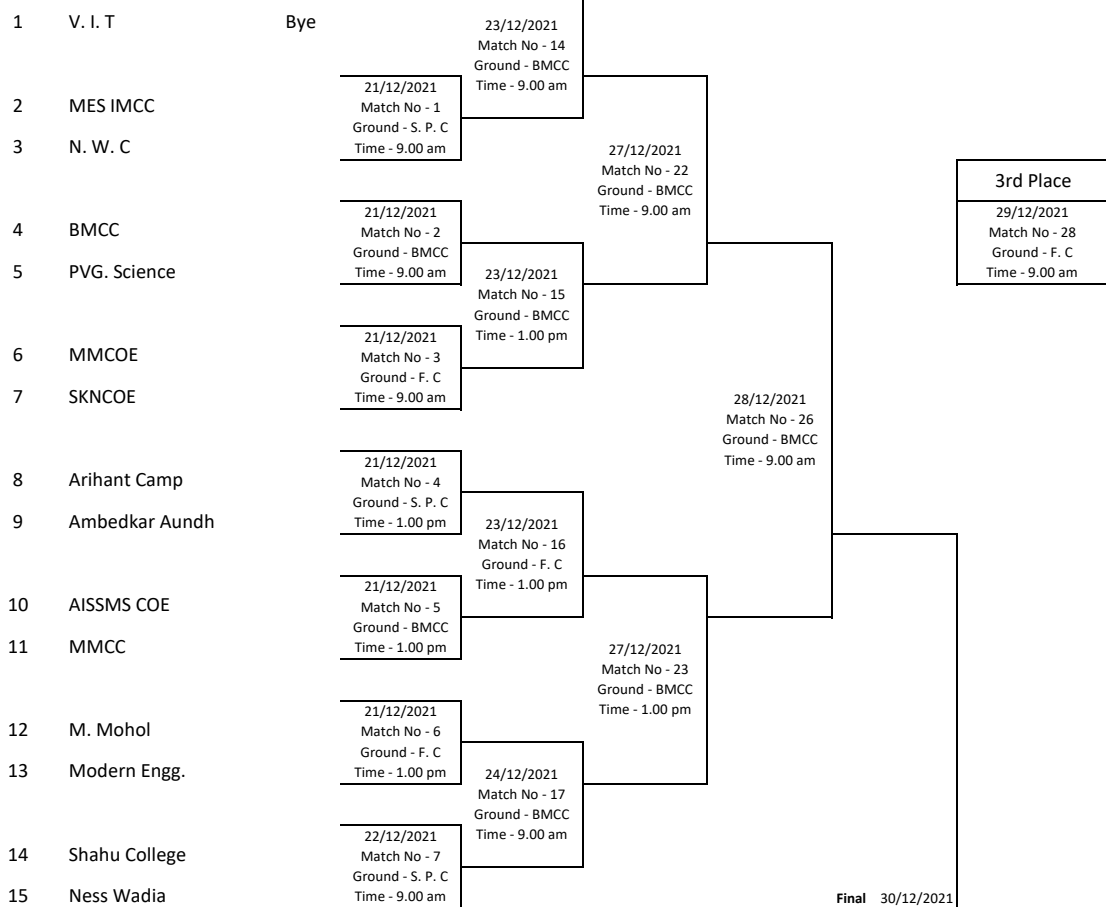 1 V. I. T Bye
23/12/2021
Match No - 14
Ground - BMCC
Time - 9.00 am
21/12/2021
2 MES IMCC Match No - 1
Ground - S. P. C
3 N. W. C Time - 9.00 am
27/12/2021
Match No - 22
Ground - BMCC
Time - 9.00 am
3rd Place
29/12/2021
Match No - 28
Ground - F. C
Time - 9.00 am
21/12/2021
4 BMCC Match No - 2
Ground - BMCC
5 PVG. Science Time - 9.00 am
23/12/2021
Match No - 15
Ground - BMCC
Time - 1.00 pm
21/12/2021
6 MMCOE Match No - 3
Ground - F. C
7 SKNCOE Time - 9.00 am
28/12/2021
Match No - 26
Ground - BMCC
Time - 9.00 am
21/12/2021
8 Arihant Camp Match No - 4
Ground - S. P. C
9 Ambedkar Aundh Time - 1.00 pm
23/12/2021
Match No - 16
Ground - F. C
Time - 1.00 pm
21/12/2021
10 AISSMS COE Match No - 5
Ground - BMCC
11 MMCC Time - 1.00 pm
27/12/2021
Match No - 23
Ground - BMCC
Time - 1.00 pm
21/12/2021
12 M. Mohol Match No - 6
Ground - F. C
13 Modern Engg. Time - 1.00 pm
24/12/2021
Match No - 17
Ground - BMCC
Time - 9.00 am
22/12/2021
14 Shahu College Match No - 7
Ground - S. P. C
15 Ness Wadia Time - 9.00 am
Final 30/12/2021